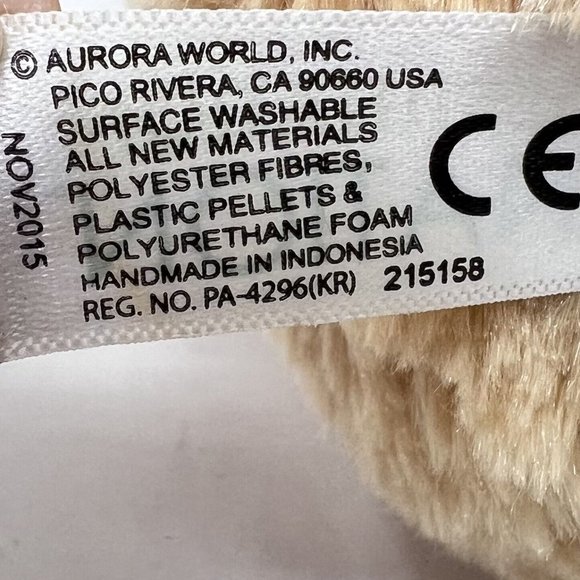 © AURORA WORLD, INC.
PICO RIVERA, CA 90660 USA
SURFACE WASHABLE
ALL NEW MATERIALS
POLYESTER FIBRES,
PLASTIC PELLETS &
POLYURETHANE FOAM
HANDMADE IN INDONESIA
REG. NO. PA-4296(KR) 215158
NOV2015
CE